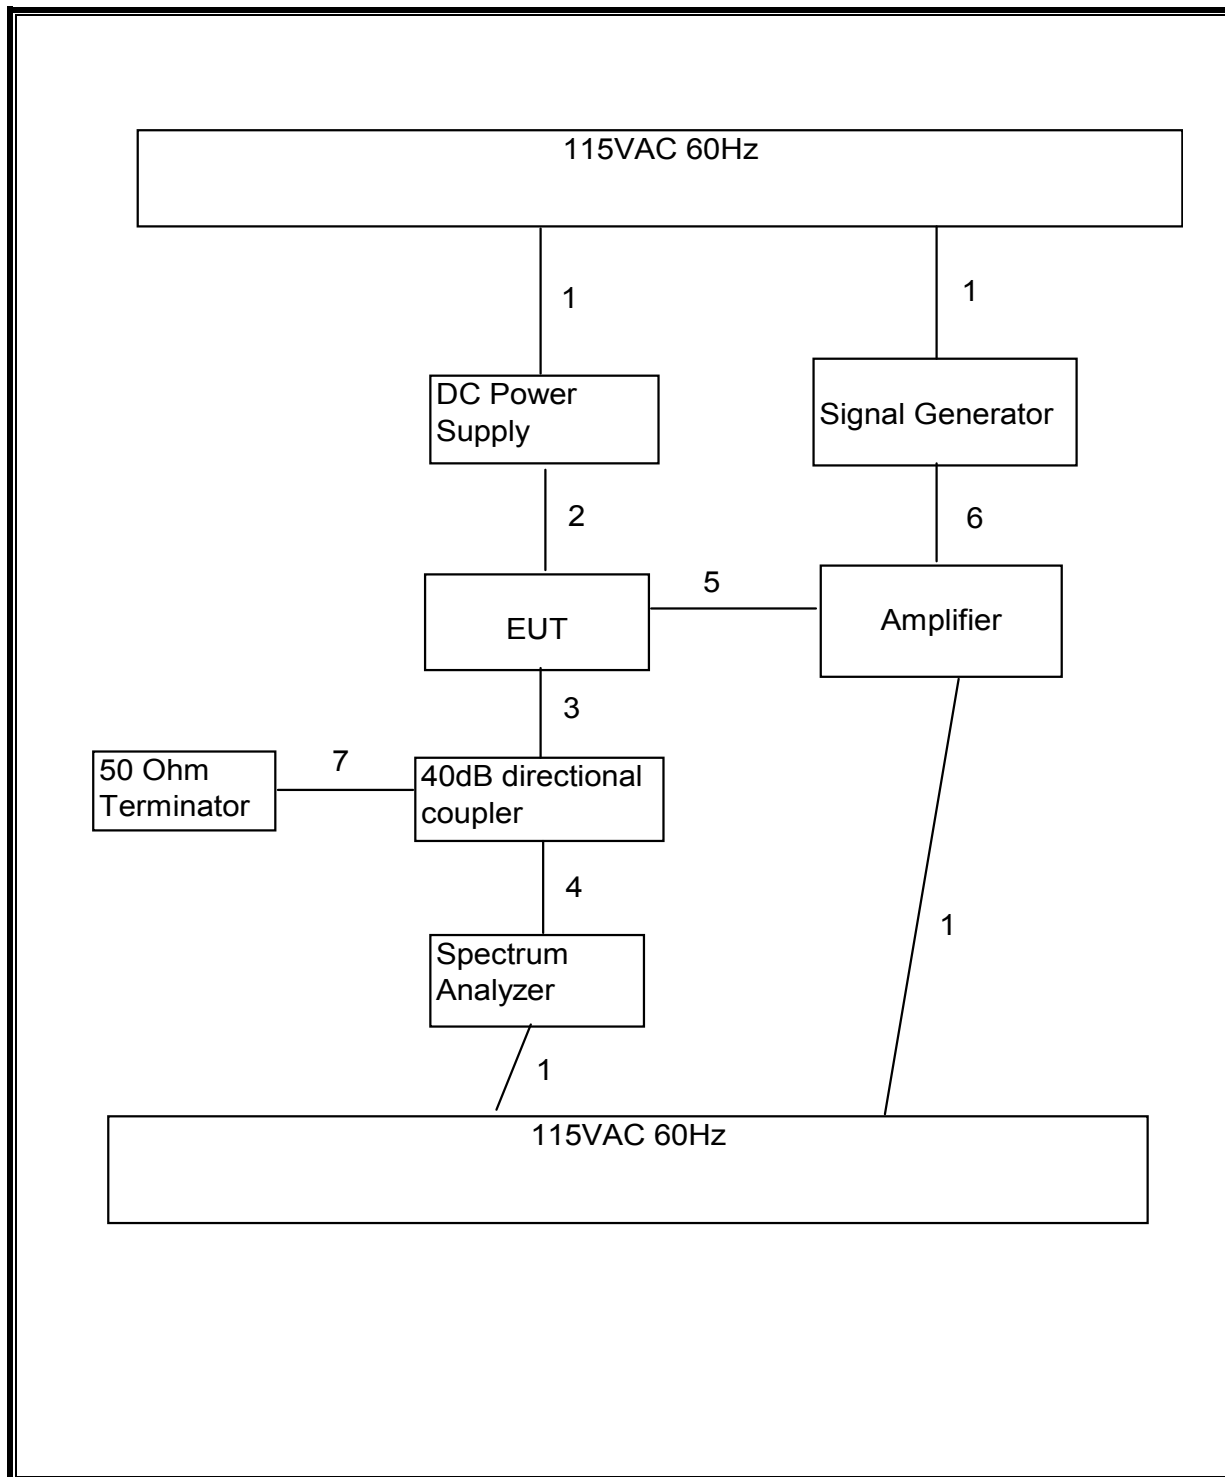 115VAC 60Hz
1
1
DC Power
Supply
Signal Generator
2
6
EUT
5
Amplifier
3
50 Ohm
Terminator
7
40dB directional
coupler
4
1
Spectrum
Analyzer
1
115VAC 60Hz